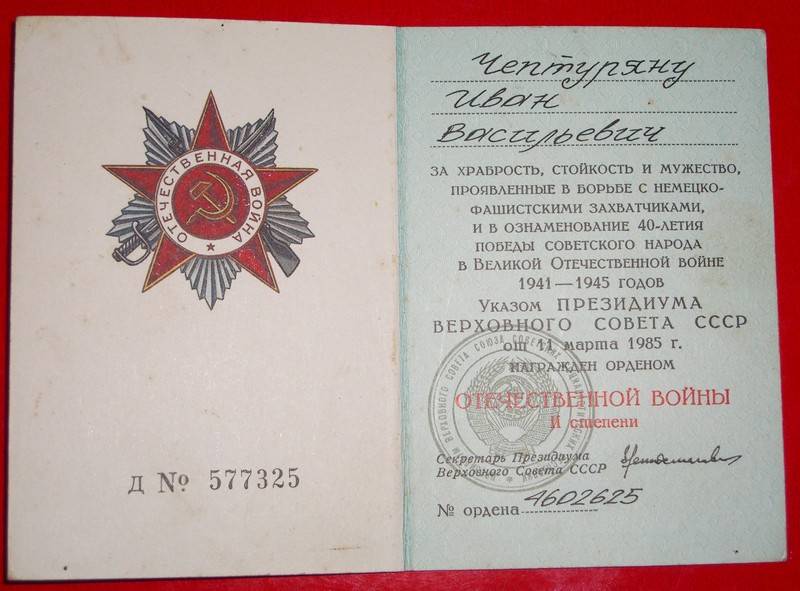 ОТЕЧЕСТВЕННАЯ ВОЙНА
Д № 577325
Чептуряну
Иван
Васильевич
ЗА ХРАБРОСТЬ, СТОЙКОСТЬ И МУЖЕСТВО,
ПРОЯВЛЕННЫЕ В БОРЬБЕ С НЕМЕЦКО-
ФАШИСТСКИМИ ЗАХВАТЧИКАМИ,
И В ОЗНАМЕНОВАНИЕ 40-ЛЕТИЯ
ПОБЕДЫ СОВЕТСКОГО НАРОДА
В ВЕЛИКОЙ ОТЕЧЕСТВЕННОЙ ВОЙНЕ
1941—1945 ГОДОВ
УКАЗОМ ПРЕЗИДИУМА
ВЕРХОВНОГО СОВЕТА СССР
от 11 марта 1985 г.
НАГРАЖДЕН ОРДЕНОМ
ОТЕЧЕСТВЕННОЙ ВОЙНЫ
II степени
Секретарь Президиума
Верховного Совета СССР
№ ордена 4602625